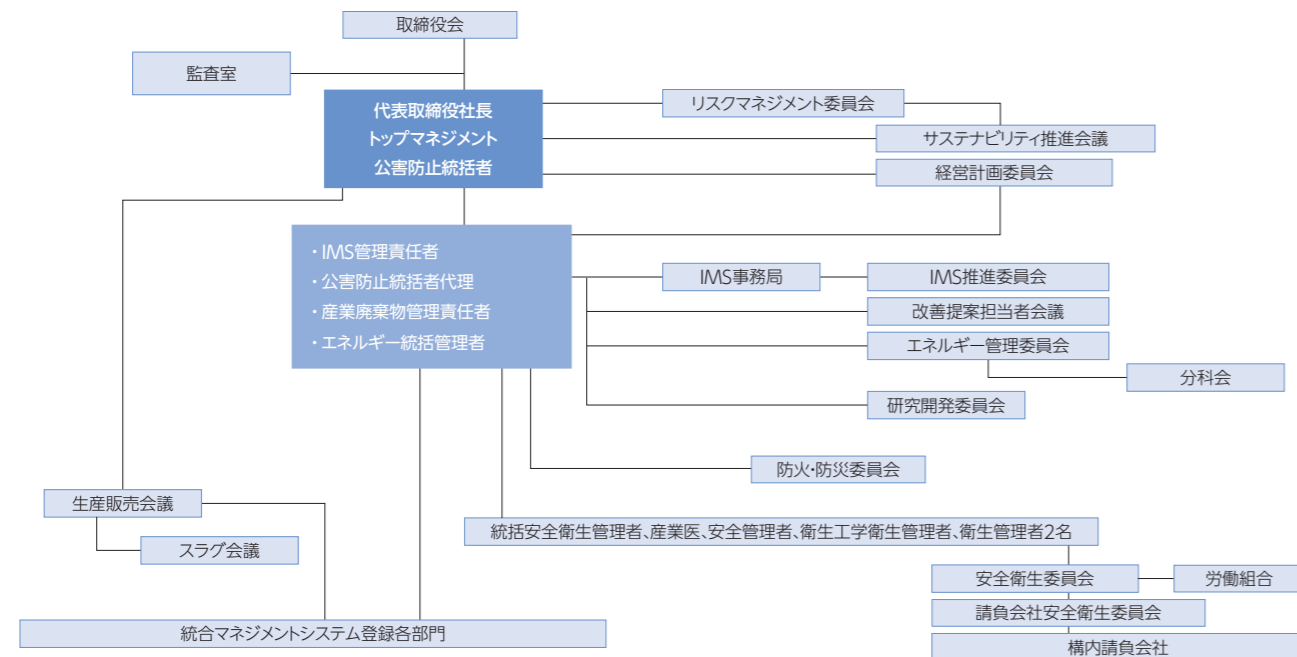 取締役会
監査室
代表取締役社長
トップマネジメント
公害防止統括者
リスクマネジメント委員会
サステナビリティ推進会議
経営計画委員会
・IMS管理責任者
・公害防止統括者代理
・産業廃棄物管理責任者
・エネルギー統括管理者
IMS事務局
IMS推進委員会
改善提案担当者会議
エネルギー管理委員会
分科会
研究開発委員会
防火・防災委員会
生産販売会議
スラグ会議
統括安全衛生管理者、産業医、安全管理者、衛生工学衛生管理者、衛生管理者2名
安全衛生委員会
労働組合
請負会社安全衛生委員会
構内請負会社
統合マネジメントシステム登録各部門